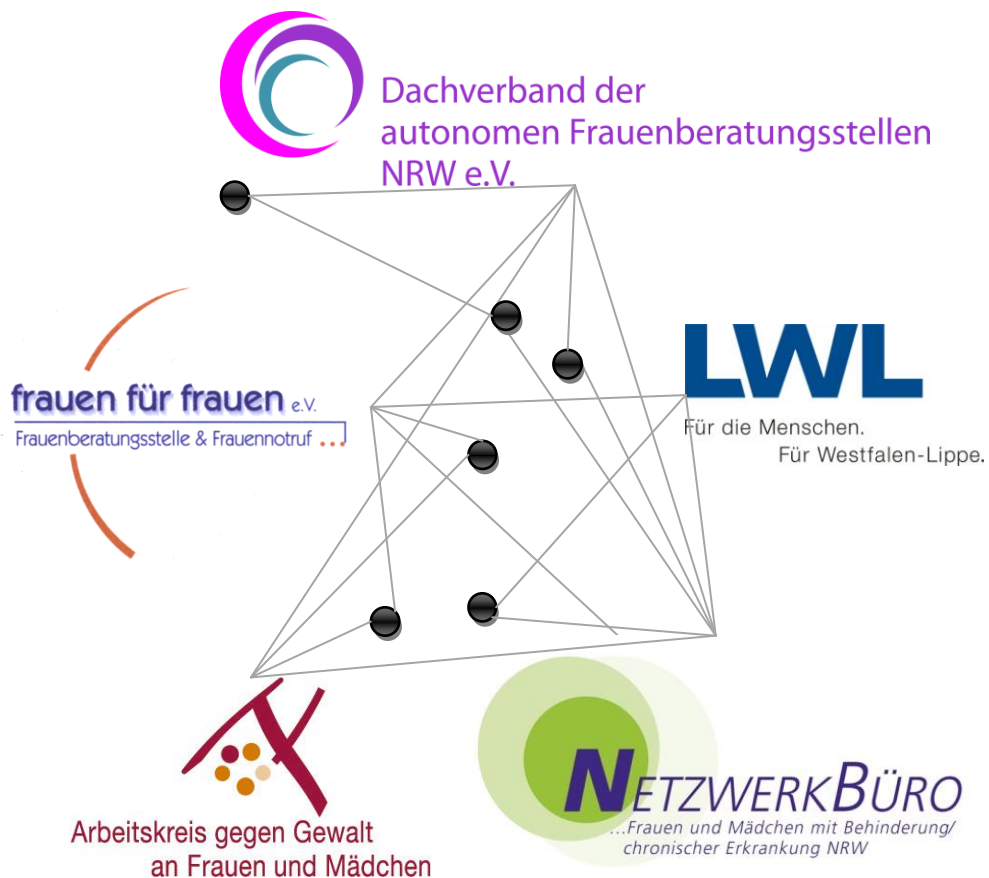 Dachverband der
autonomen Frauenberatungsstellen
NRW e.V.
frauen für frauen e.V.
Frauenberatungsstelle & Frauennotruf ...
LWL
Für die Menschen.
Für Westfalen-Lippe.
Arbeitskreis gegen Gewalt
an Frauen und Mädchen
NETZWERKBÜRO
...Frauen und Mädchen mit Behinderung/
chronischer Erkrankung NRW